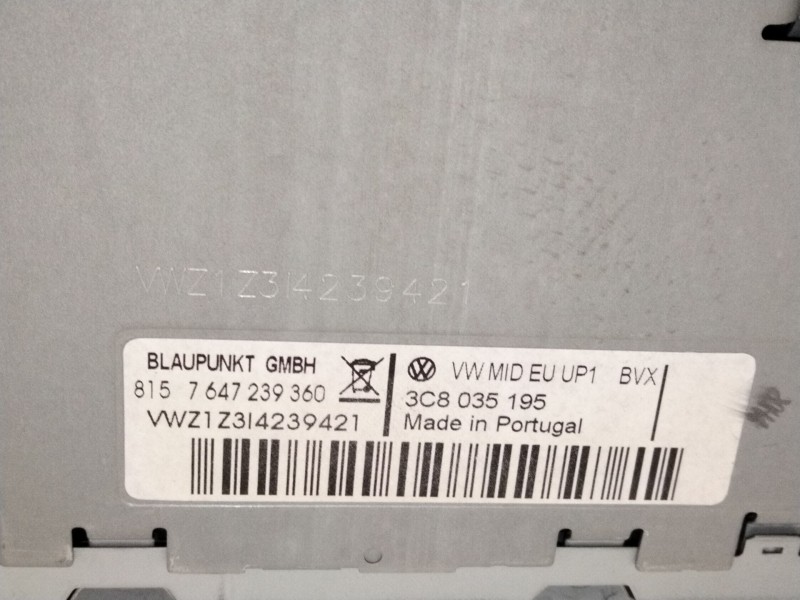 VWZ1Z3I4239421
BLAUPUNKT GMBH
815 7 647 239 360
VWZ1Z3I4239421
VW MID EU UP1 BVX
3C8 035 195
Made in Portugal